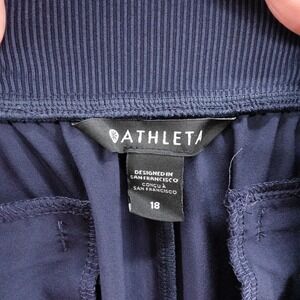 ATHLETA
DESIGNED IN
SAN FRANCISCO
CONÇU À
SAN FRANCISCO
18